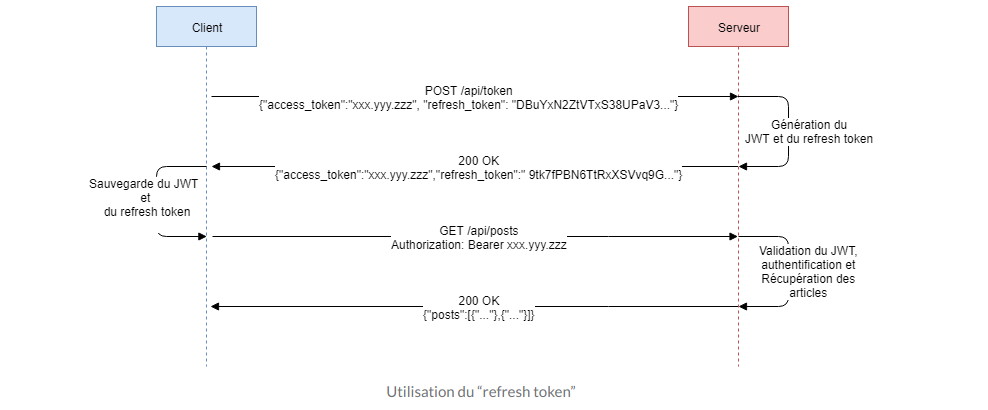 Client
Serveur
POST /api/token
{"access_token":"xxx.yyy.zzz", "refresh_token": "DBuYxN2ZtVTxS38UPaV3..."}
Génération du
JWT et du refresh token
200 OK
{"access_token":"xxx.yyy.zzz","refresh_token":" 9tk7fPBN6TtRxXSVvq9G..."}
Sauvegarde du JWT
et
du refresh token
GET /api/posts
Authorization: Bearer xxx.yyy.zzz
Validation du JWT,
authentification et
Récupération des
articles
200 OK
{"posts":[{"..."},{"..."}]}
Utilisation du “refresh token”